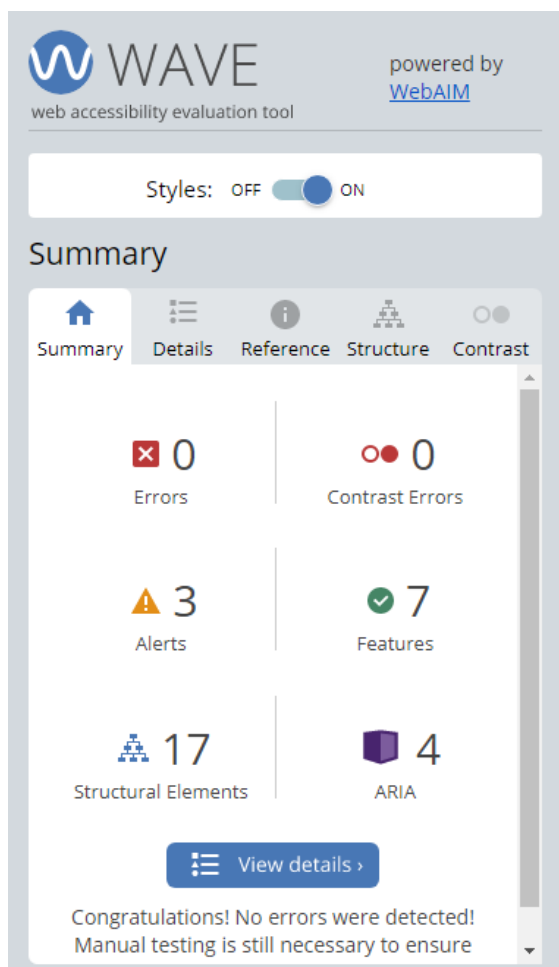 WAVE
web accessibility evaluation tool
powered by
WebAIM
Styles: OFF ON
Summary
Summary Details Reference Structure Contrast
0 0
Errors Contrast Errors
3 7
Alerts Features
17 4
Structural Elements ARIA
View details ›
Congratulations! No errors were detected!
Manual testing is still necessary to ensure